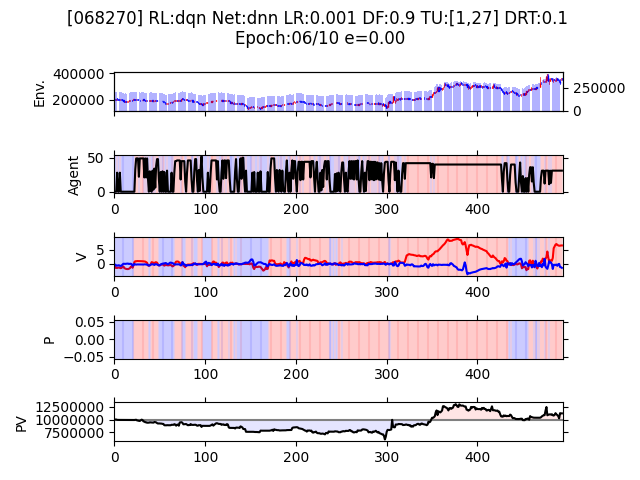 [068270] RL:dqn Net:dnn LR:0.001 DF:0.9 TU:[1,27] DRT:0.1
Epoch:06/10 e=0.00
Env.
400000
200000
250000
0
Agent
50
0
0 100 200 300 400
V
5
0
0 100 200 300 400
P
0.05
0.00
−0.05
0 100 200 300 400
PV
12500000
10000000
7500000
0 100 200 300 400